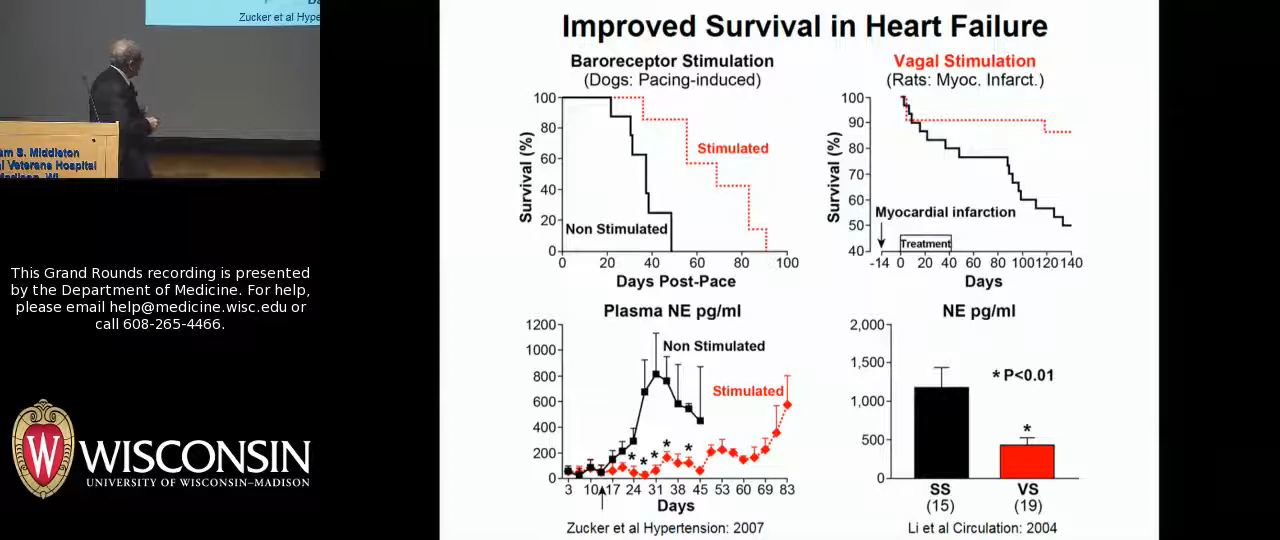 Zucker et al Hype
am S. Middleton
al Veterans Hospital
Madison, WI
This Grand Rounds recording is presented
by the Department of Medicine. For help,
please email help@medicine.wisc.edu or
call 608-265-4466.
W
WISCONSIN
UNIVERSITY OF WISCONSIN–MADISON
Improved Survival in Heart Failure
Baroreceptor Stimulation
(Dogs: Pacing-induced)
Survival (%)
100
80
60
40
20
0
Stimulated
Non Stimulated
0 20 40 60 80 100
Days Post-Pace
Vagal Stimulation
(Rats: Myoc. Infarct.)
Survival (%)
100
90
80
70
60
50
40
Myocardial infarction
Treatment
-14 0 20 40 60 80 100 120 140
Days
Plasma NE pg/ml
1200
1000
800
600
400
200
0
Non Stimulated
Stimulated
* * * * *
3 10 17 24 31 38 45 53 60 69 83
Days
Zucker et al Hypertension: 2007
NE pg/ml
2,000
1,500
1,000
500
0
* P<0.01
*
SS VS
(15) (19)
Li et al Circulation: 2004